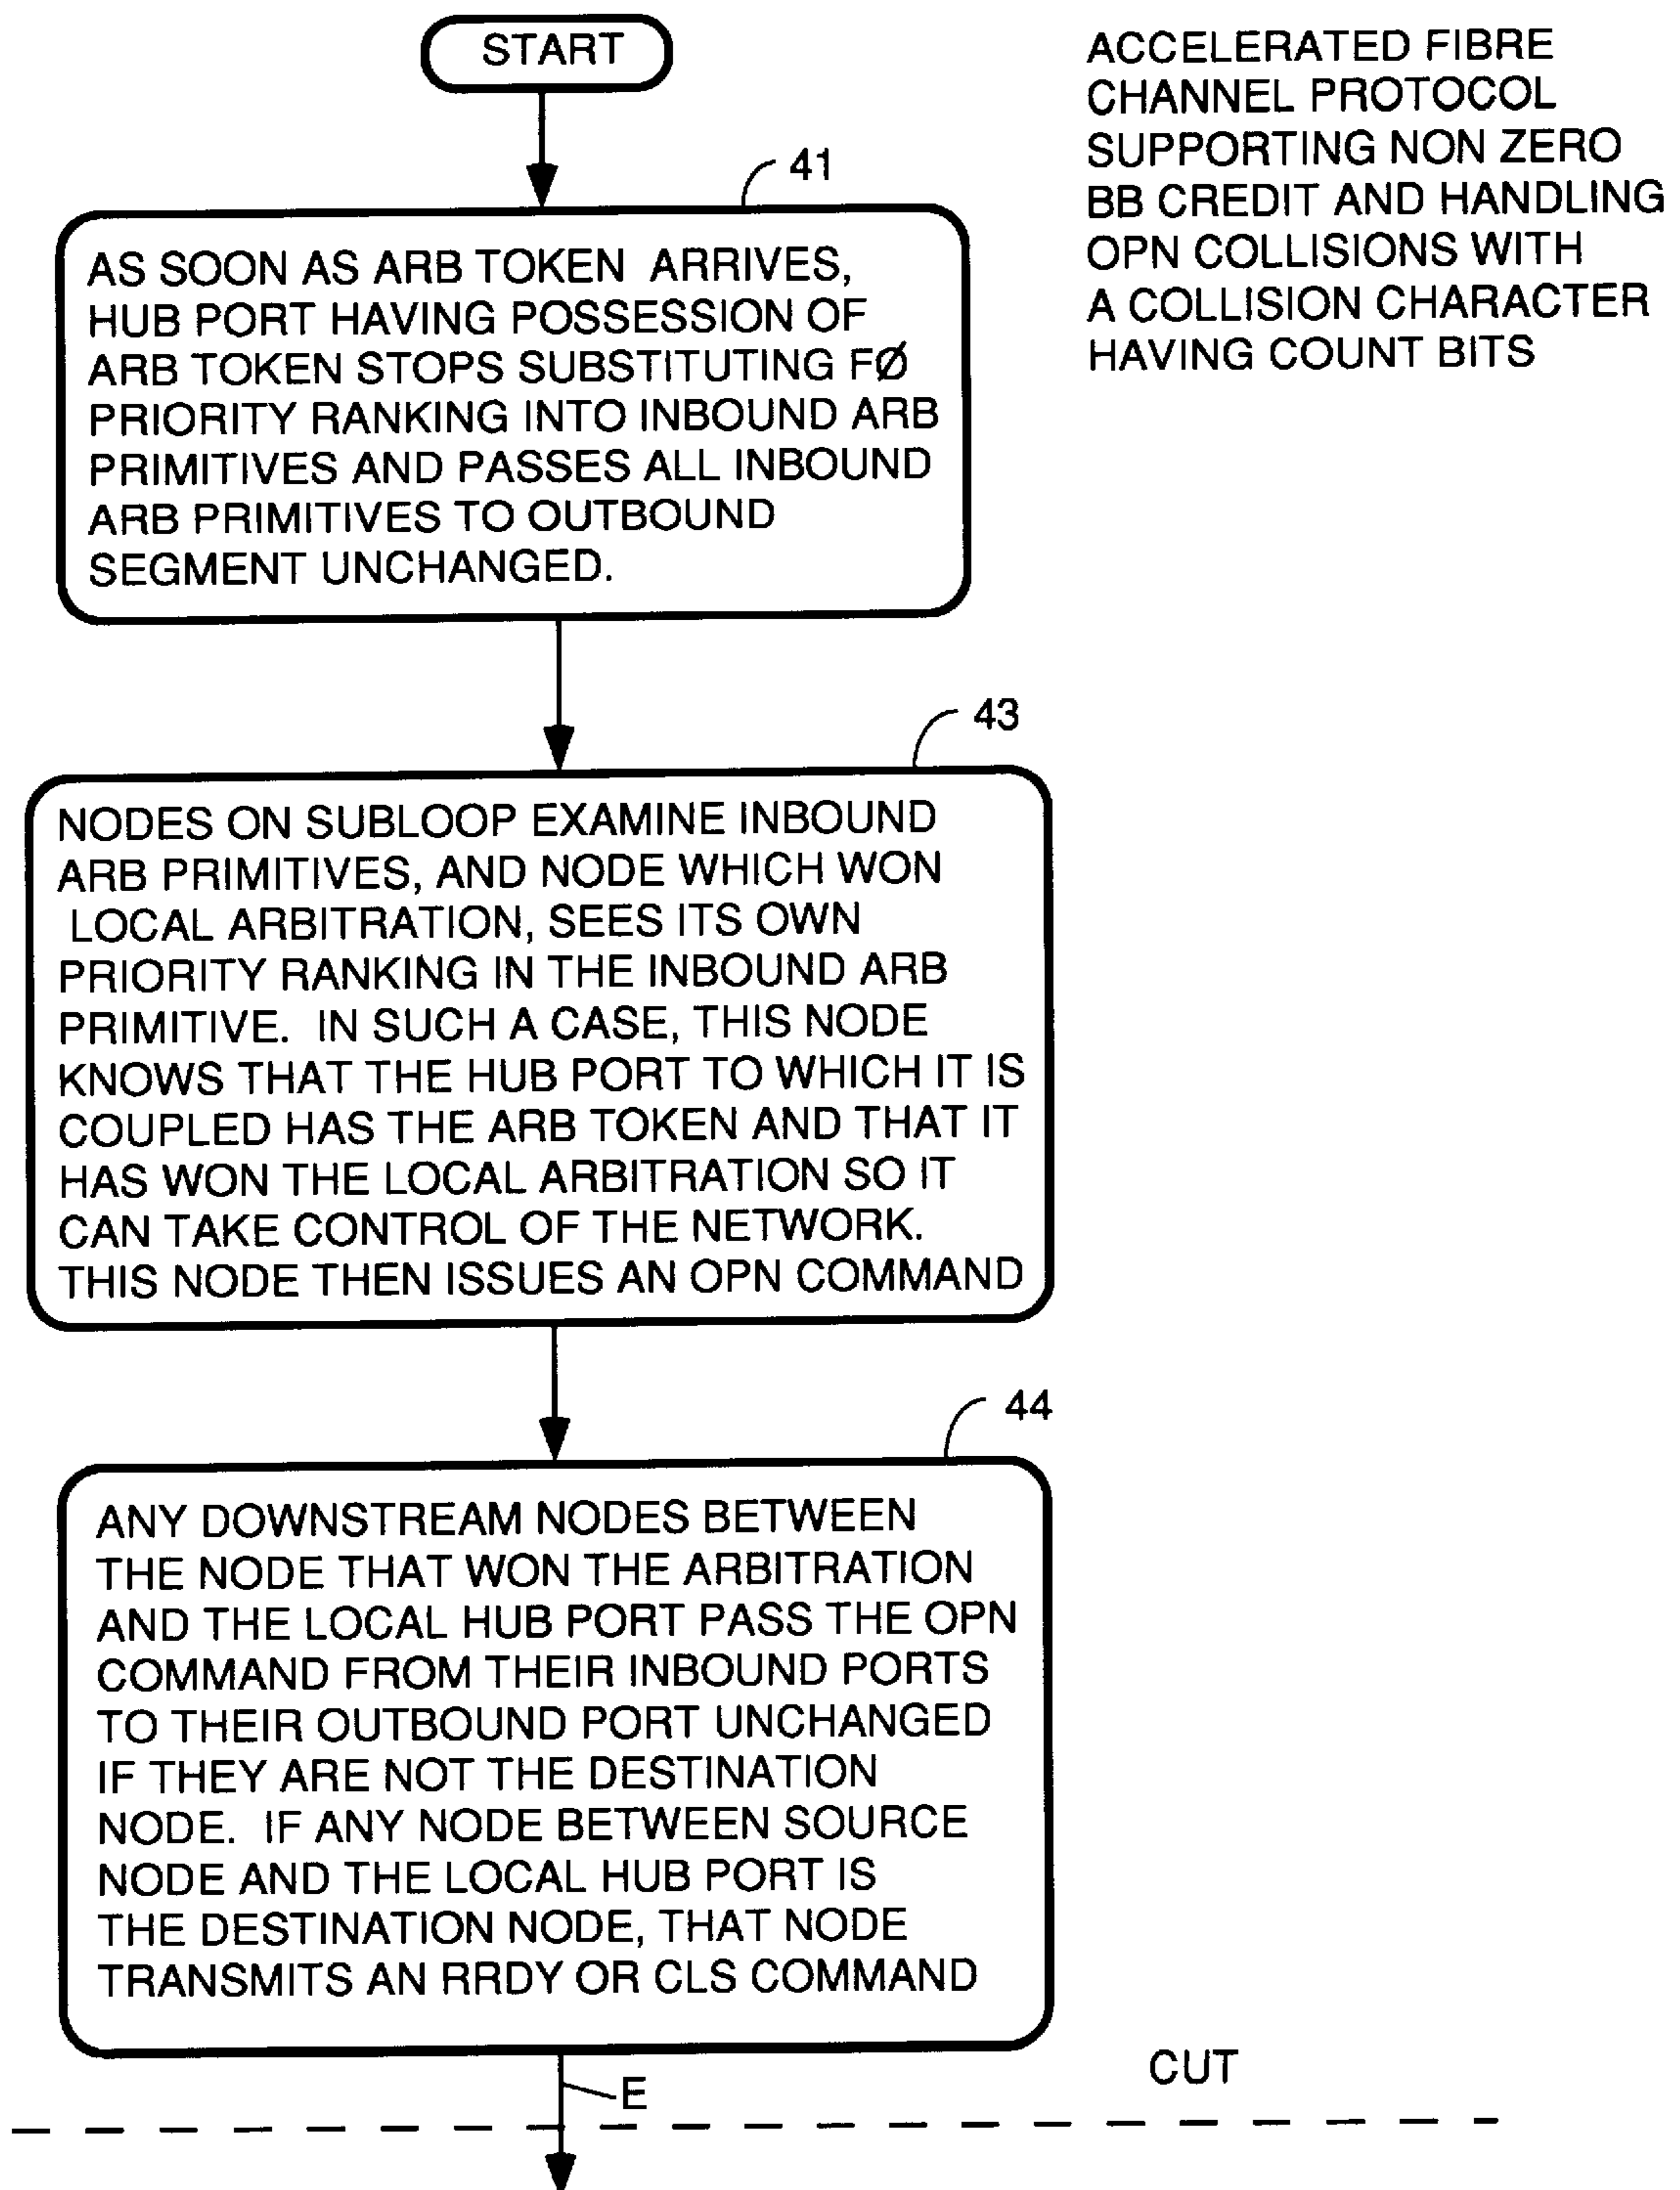 START
ACCELERATED FIBRE
CHANNEL PROTOCOL
SUPPORTING NON ZERO
BB CREDIT AND HANDLING
OPN COLLISIONS WITH
A COLLISION CHARACTER
HAVING COUNT BITS
41
AS SOON AS ARB TOKEN ARRIVES,
HUB PORT HAVING POSSESSION OF
ARB TOKEN STOPS SUBSTITUTING FØ
PRIORITY RANKING INTO INBOUND ARB
PRIMITIVES AND PASSES ALL INBOUND
ARB PRIMITIVES TO OUTBOUND
SEGMENT UNCHANGED.
43
NODES ON SUBLOOP EXAMINE INBOUND
ARB PRIMITIVES, AND NODE WHICH WON
LOCAL ARBITRATION, SEES ITS OWN
PRIORITY RANKING IN THE INBOUND ARB
PRIMITIVE. IN SUCH A CASE, THIS NODE
KNOWS THAT THE HUB PORT TO WHICH IT IS
COUPLED HAS THE ARB TOKEN AND THAT IT
HAS WON THE LOCAL ARBITRATION SO IT
CAN TAKE CONTROL OF THE NETWORK.
THIS NODE THEN ISSUES AN OPN COMMAND
44
ANY DOWNSTREAM NODES BETWEEN
THE NODE THAT WON THE ARBITRATION
AND THE LOCAL HUB PORT PASS THE OPN
COMMAND FROM THEIR INBOUND PORTS
TO THEIR OUTBOUND PORT UNCHANGED
IF THEY ARE NOT THE DESTINATION
NODE. IF ANY NODE BETWEEN SOURCE
NODE AND THE LOCAL HUB PORT IS
THE DESTINATION NODE, THAT NODE
TRANSMITS AN RRDY OR CLS COMMAND
CUT
E